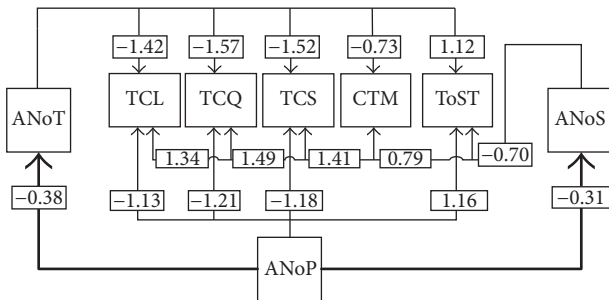 −1.42 −1.57 −1.52 −0.73 1.12
ANoT TCL TCQ TCS CTM ToST ANoS
1.34 1.49 1.41 0.79 −0.70
−0.38 −1.13 −1.21 −1.18 1.16 −0.31
ANoP